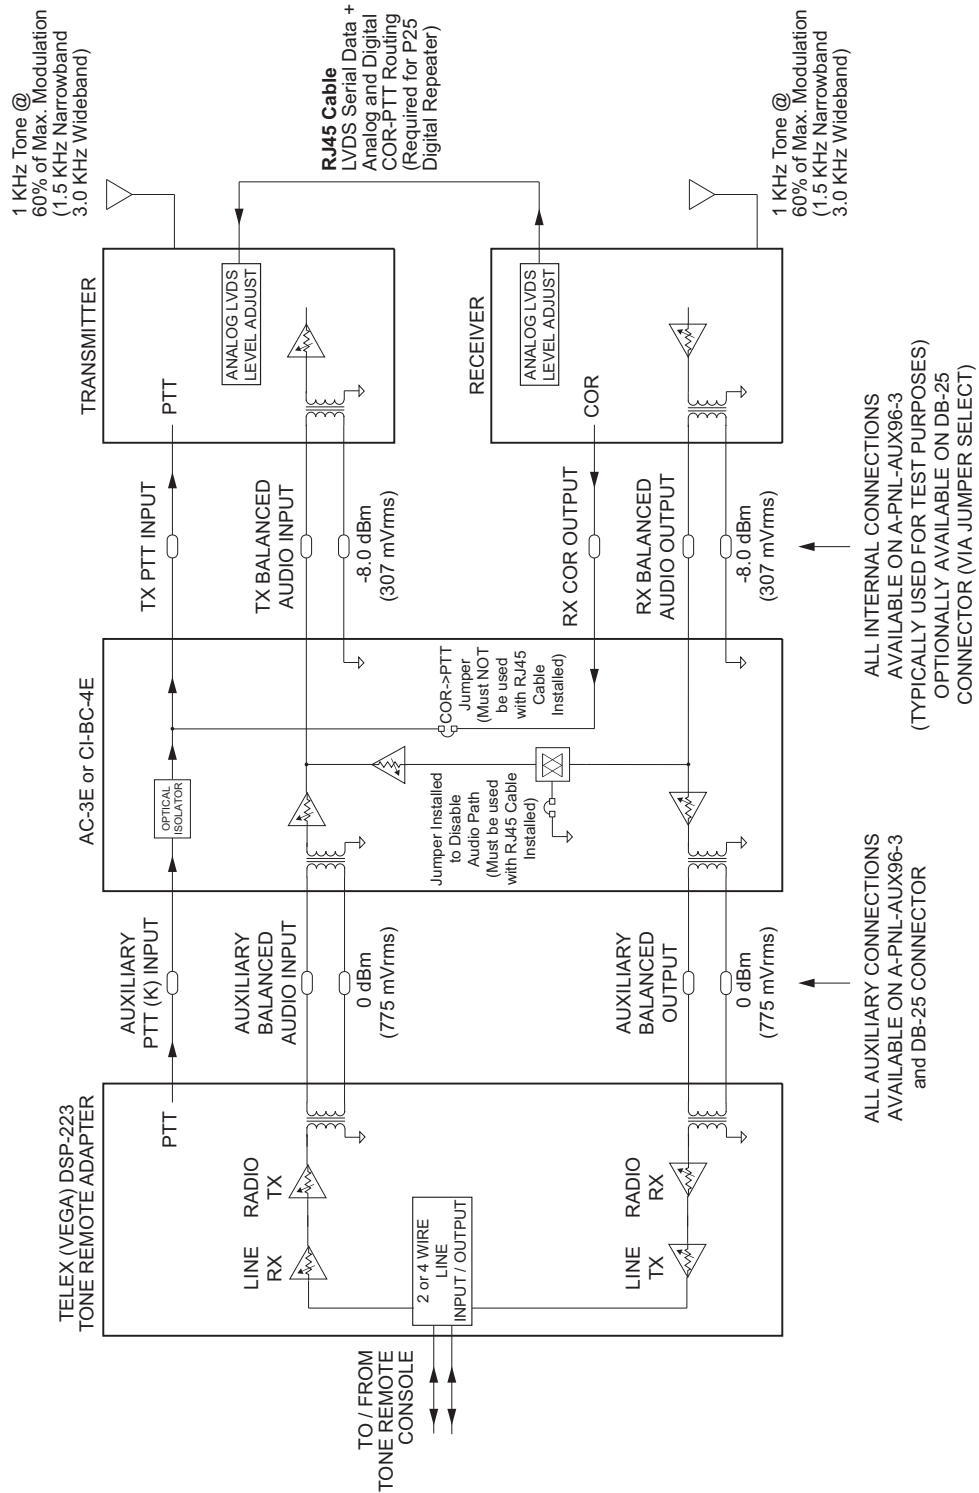 TELEX (VEGA) DSP-223
TONE REMOTE ADAPTER
PTT
LINE
RX
RADIO
TX
2 or 4 WIRE
LINE
INPUT / OUTPUT
LINE
TX
RADIO
RX
TO / FROM
TONE REMOTE
CONSOLE
AUXILIARY
PTT (K) INPUT
AUXILIARY
BALANCED
AUDIO INPUT
0 dBm
(775 mVrms)
AUXILIARY
BALANCED
OUTPUT
0 dBm
(775 mVrms)
ALL AUXILIARY CONNECTIONS
AVAILABLE ON A-PNL-AUX96-3
and DB-25 CONNECTOR
AC-3E or CI-BC-4E
OPTICAL
ISOLATOR
Jumper Installed
to Disable
Audio Path
(Must be used
with RJ45 Cable
Installed)
COR->PTT
Jumper
(Must NOT
be used
with RJ45
Cable
Installed)
TX PTT INPUT
TX BALANCED
AUDIO INPUT
-8.0 dBm
(307 mVrms)
RX COR OUTPUT
RX BALANCED
AUDIO OUTPUT
-8.0 dBm
(307 mVrms)
ALL INTERNAL CONNECTIONS
AVAILABLE ON A-PNL-AUX96-3
(TYPICALLY USED FOR TEST PURPOSES)
OPTIONALLY AVAILABLE ON DB-25
CONNECTOR (VIA JUMPER SELECT)
TRANSMITTER
PTT
ANALOG LVDS
LEVEL ADJUST
RECEIVER
ANALOG LVDS
LEVEL ADJUST
COR
1 KHz Tone @
60% of Max. Modulation
(1.5 KHz Narrowband
3.0 KHz Wideband)
RJ45 Cable
LVDS Serial Data +
Analog and Digital
COR-PTT Routing
(Required for P25
Digital Repeater)
1 KHz Tone @
60% of Max. Modulation
(1.5 KHz Narrowband
3.0 KHz Wideband)